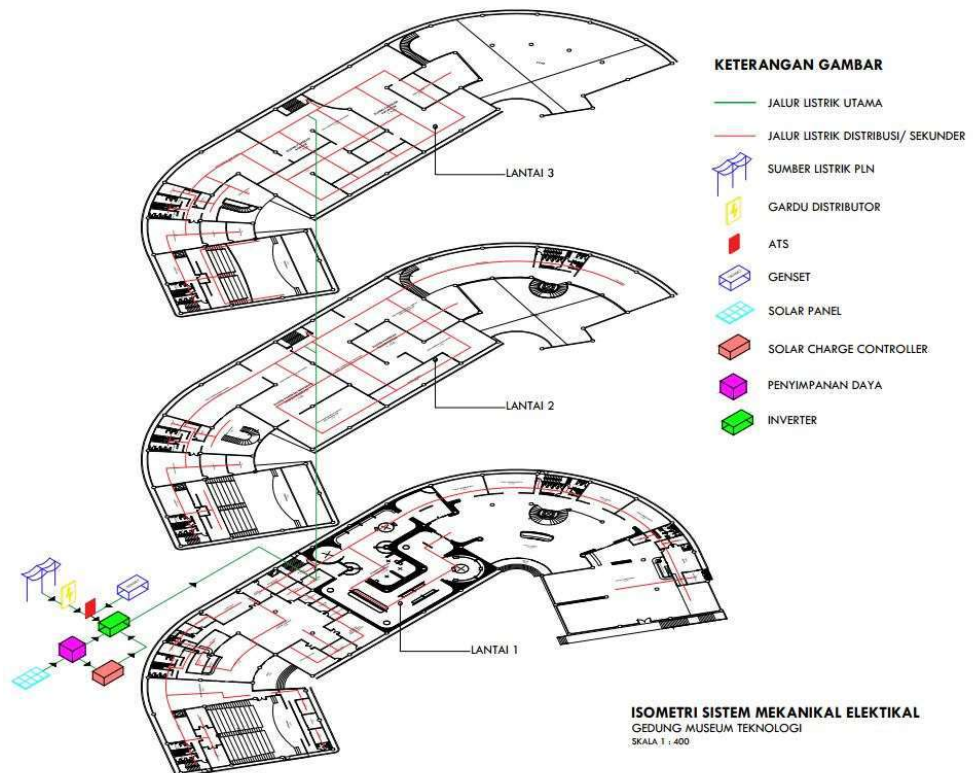 KETERANGAN GAMBAR
JALUR LISTRIK UTAMA
JALUR LISTRIK DISTRIBUSI/ SEKUNDER
SUMBER LISTRIK PLN
GARDU DISTRIBUTOR
ATS
GENSET
SOLAR PANEL
SOLAR CHARGE CONTROLLER
PENYIMPANAN DAYA
INVERTER
LANTAI 3
LANTAI 2
LANTAI 1
ISOMETRI SISTEM MEKANIKAL ELEKTIKAL
GEDUNG MUSEUM TEKNOLOGI
SKALA 1 : 400